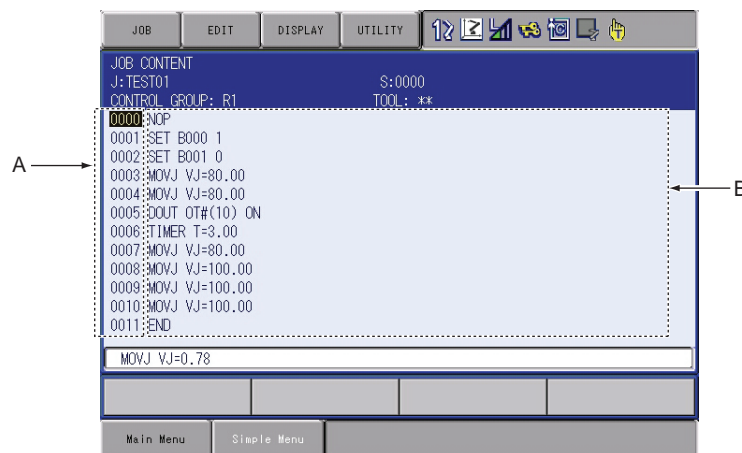 JOB EDIT DISPLAY UTILITY
JOB CONTENT
J:TEST01 S:0000
CONTROL GROUP: R1 TOOL: **
0000 NOP
0001 SET B000 1
0002 SET B001 0
0003 MOVJ VJ=80.00
0004 MOVJ VJ=80.00
0005 DOUT OT#(10) ON
0006 TIMER T=3.00
0007 MOVJ VJ=80.00
0008 MOVJ VJ=100.00
0009 MOVJ VJ=100.00
0010 MOVJ VJ=100.00
0011 END
A
B
MOVJ VJ=0.78
Main Menu Simple Menu